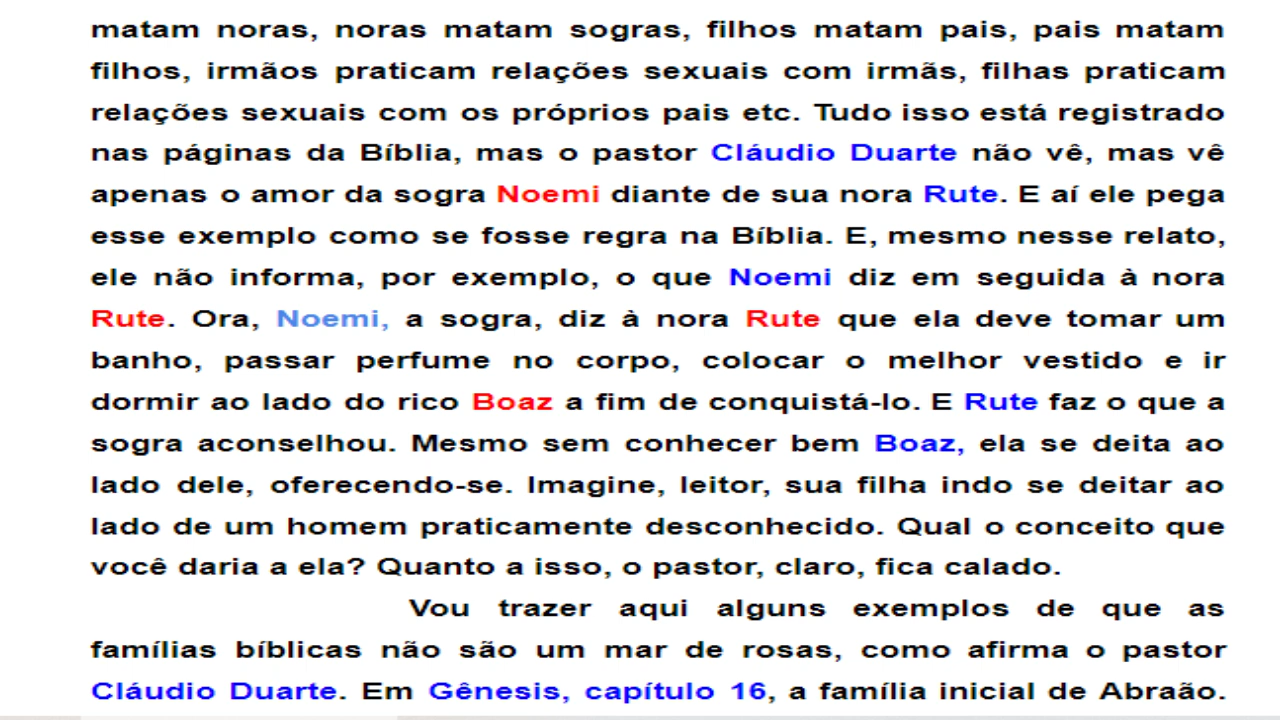 matam noras, noras matam sogras, filhos matam pais, pais matam
filhos, irmãos praticam relações sexuais com irmãs, filhas praticam
relações sexuais com os próprios pais etc. Tudo isso está registrado
nas páginas da Bíblia, mas o pastor Cláudio Duarte não vê, mas vê
apenas o amor da sogra Noemi diante de sua nora Rute. E aí ele pega
esse exemplo como se fosse regra na Bíblia. E, mesmo nesse relato,
ele não informa, por exemplo, o que Noemi diz em seguida à nora
Rute. Ora, Noemi, a sogra, diz à nora Rute que ela deve tomar um
banho, passar perfume no corpo, colocar o melhor vestido e ir
dormir ao lado do rico Boaz a fim de conquistá-lo. E Rute faz o que a
sogra aconselhou. Mesmo sem conhecer bem Boaz, ela se deita ao
lado dele, oferecendo-se. Imagine, leitor, sua filha indo se deitar ao
lado de um homem praticamente desconhecido. Qual o conceito que
você daria a ela? Quanto a isso, o pastor, claro, fica calado.
Vou trazer aqui alguns exemplos de que as
famílias bíblicas não são um mar de rosas, como afirma o pastor
Cláudio Duarte. Em Gênesis, capítulo 16, a família inicial de Abraão.